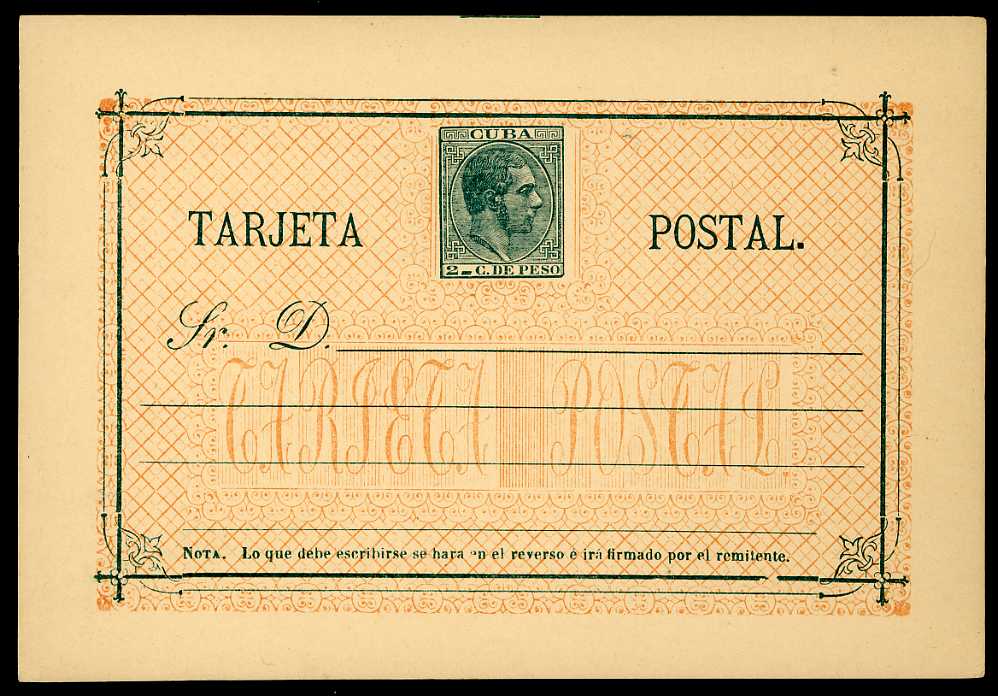 CUBA
TARJETA POSTAL.
2 C. DE PESO
Sr. D.
TARJETA POSTAL
NOTA. Lo que debe escribirse se hara en el reverso é irá firmado por el remitente.